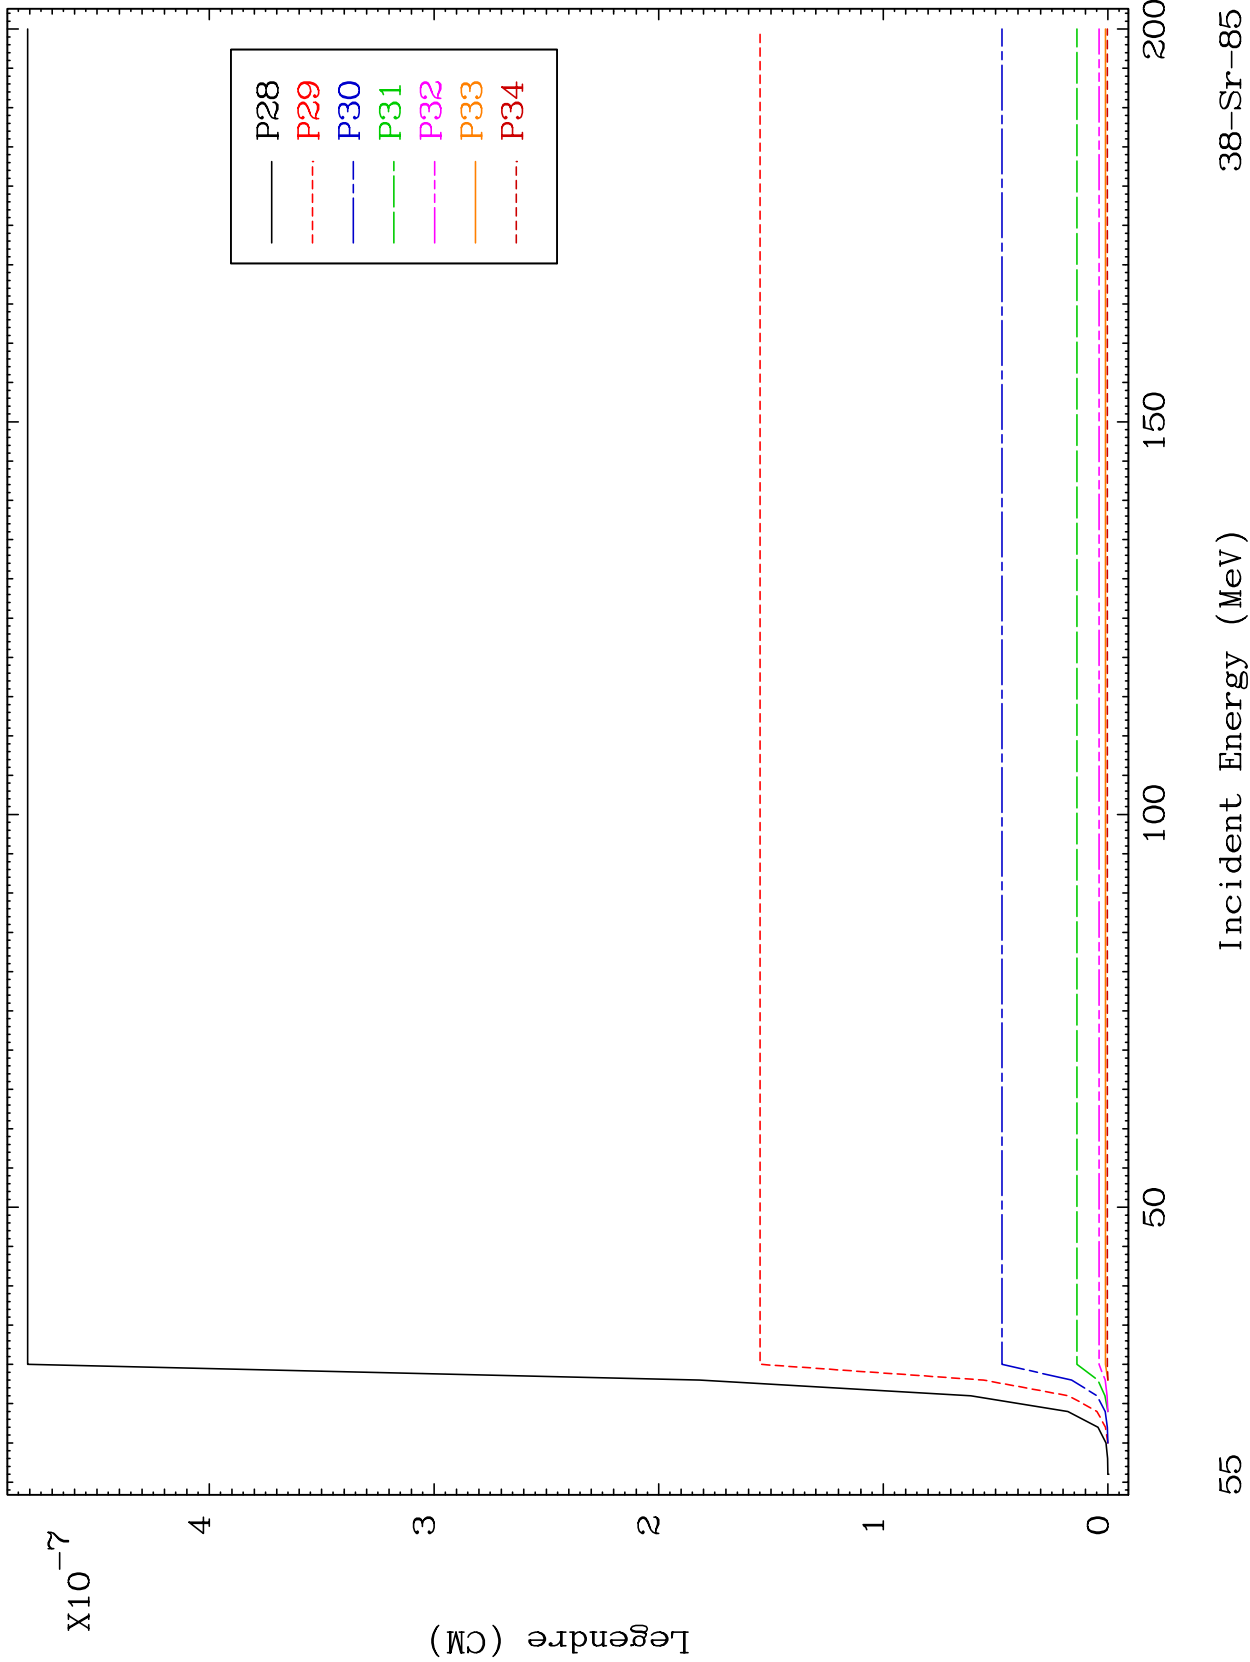 X10-7
Legendre (CM)
4
3
2
1
0
P28
P29
P30
P31
P32
P33
P34
50
100
150
200
55
Incident Energy (MeV)
38-Sr-85